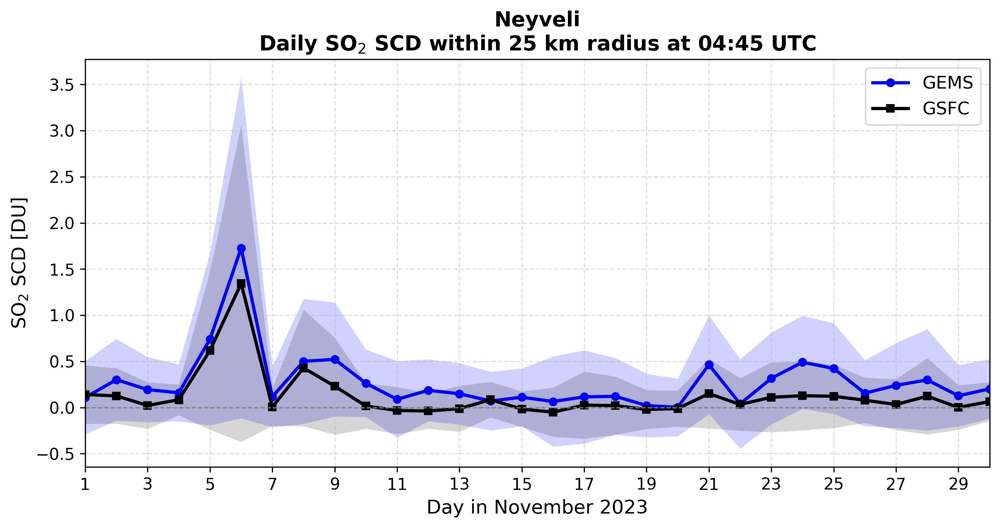 Neyveli
Daily SO₂ SCD within 25 km radius at 04:45 UTC
GEMS
GSFC
SO₂ SCD [DU]
3.5
3.0
2.5
2.0
1.5
1.0
0.5
0.0
−0.5
1 3 5 7 9 11 13 15 17 19 21 23 25 27 29
Day in November 2023